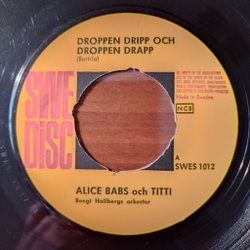 DROPPEN DRIPP OCH
DROPPEN DRAPP
(Bertila)
SWE
DISC
Made in Sweden
NCB
A
SWES 1012
ALICE BABS och TITTI
Bengt Hallbergs orkester